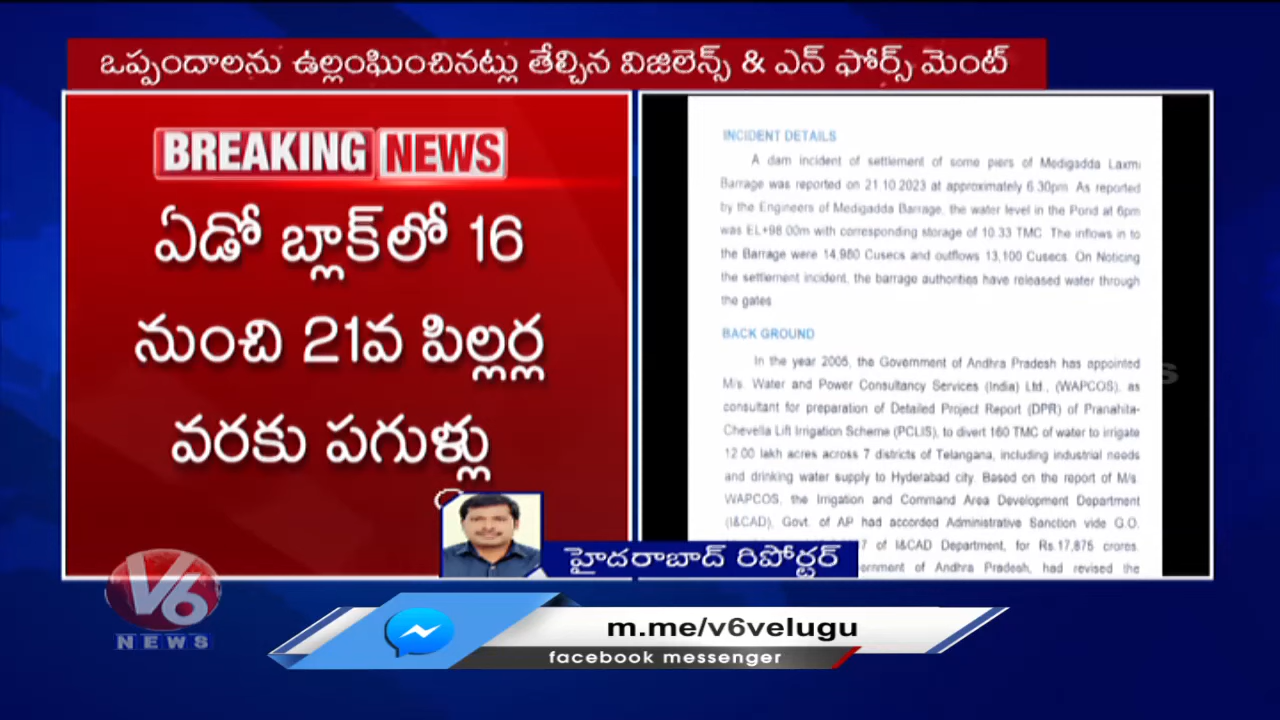 ఒప్పందాలను ఉల్లంఘించినట్లు తేల్చిన విజిలెన్స్ & ఎన్ ఫోర్స్ మెంట్
BREAKING NEWS
ఏడో బ్లాక్‌లో 16
నుంచి 21వ పిల్లర్ల
వరకు పగుళ్లు
INCIDENT DETAILS
A dam incident of settlement of some piers of Medigadda Laxmi
Barrage was reported on 21.10.2023 at approximately 6.30pm. As reported
by the Engineers of Medigadda Barrage, the water level in the Pond at 6pm
was EL+98.00m with corresponding storage of 10.33 TMC. The inflows in to
the Barrage were 14,980 Cusecs and outflows 13,100 Cusecs. On Noticing
the settlement incident, the barrage authorities have released water through
the gates
BACK GROUND
In the year 2005, the Government of Andhra Pradesh has appointed
M/s. Water and Power Consultancy Services (India) Ltd., (WAPCOS), as
consultant for preparation of Detailed Project Report (DPR) of Pranahita-
Chevella Lift Irrigation Scheme (PCLIS), to divert 160 TMC of water to irrigate
12.00 lakh acres across 7 districts of Telangana, including industrial needs
and drinking water supply to Hyderabad city. Based on the report of M/s.
WAPCOS, the Irrigation and Command Area Development Department
(I&CAD), Govt. of AP had accorded Administrative Sanction vide G.O.
7 of I&CAD Department, for Rs.17,875 crores.
of Andhra Pradesh, had revised the
హైదరాబాద్ రిపోర్టర్
V6
NEWS
m.me/v6velugu
facebook messenger